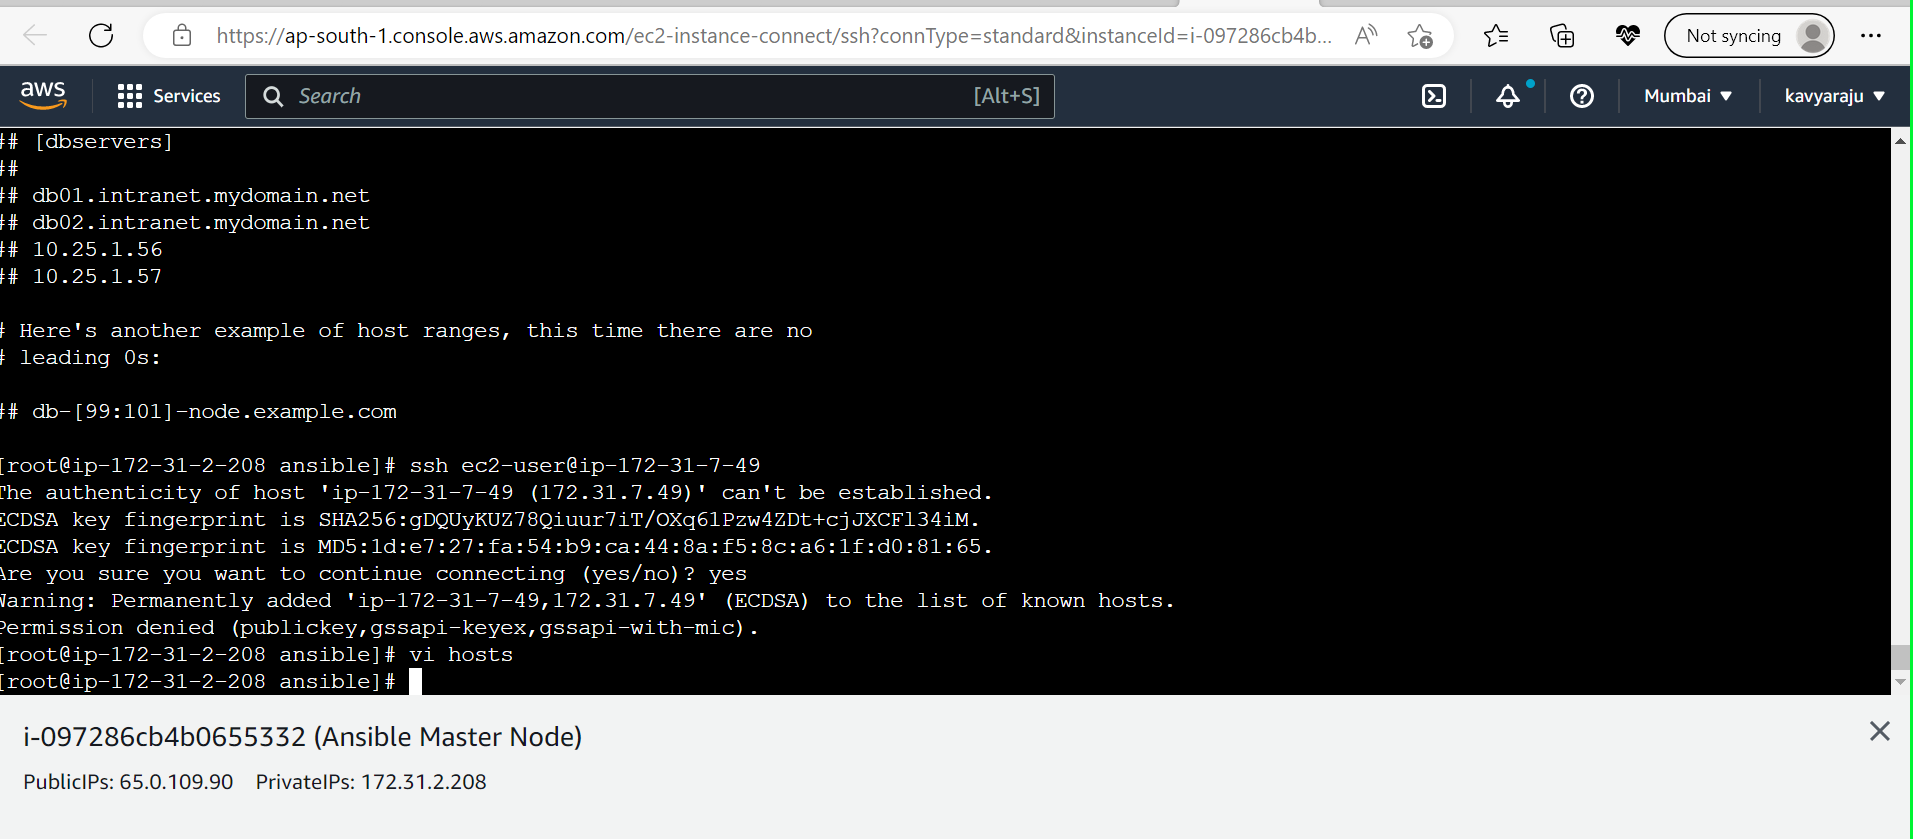 https://ap-south-1.console.aws.amazon.com/ec2-instance-connect/ssh?connType=standard&instanceId=i-097286cb4b...
Not syncing
aws
Services
Search
[Alt+S]
Mumbai
kavyaraju
## [dbservers]
##
## db01.intranet.mydomain.net
## db02.intranet.mydomain.net
## 10.25.1.56
## 10.25.1.57
# Here's another example of host ranges, this time there are no
# leading 0s:
## db-[99:101]-node.example.com
[root@ip-172-31-2-208 ansible]# ssh ec2-user@ip-172-31-7-49
The authenticity of host 'ip-172-31-7-49 (172.31.7.49)' can't be established.
ECDSA key fingerprint is SHA256:gDQUyKUZ78Qiuur7iT/OXq61Pzw4ZDt+cjJXCFl34iM.
ECDSA key fingerprint is MD5:1d:e7:27:fa:54:b9:ca:44:8a:f5:8c:a6:1f:d0:81:65.
Are you sure you want to continue connecting (yes/no)? yes
Warning: Permanently added 'ip-172-31-7-49,172.31.7.49' (ECDSA) to the list of known hosts.
Permission denied (publickey,gssapi-keyex,gssapi-with-mic).
[root@ip-172-31-2-208 ansible]# vi hosts
[root@ip-172-31-2-208 ansible]#
i-097286cb4b0655332 (Ansible Master Node)
PublicIPs: 65.0.109.90 PrivateIPs: 172.31.2.208